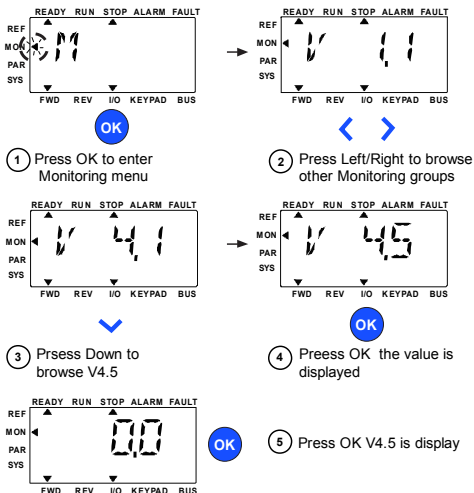 READY RUN STOP ALARM FAULT
REF
MON
PAR
SYS
M
FWD REV I/O KEYPAD BUS
OK
1 Press OK to enter
Monitoring menu
READY RUN STOP ALARM FAULT
REF
MON
PAR
SYS
V 1.1
FWD REV I/O KEYPAD BUS
2 Press Left/Right to browse
other Monitoring groups
READY RUN STOP ALARM FAULT
REF
MON
PAR
SYS
V 4.1
FWD REV I/O KEYPAD BUS
3 Prsess Down to
browse V4.5
READY RUN STOP ALARM FAULT
REF
MON
PAR
SYS
V 4.5
FWD REV I/O KEYPAD BUS
OK
4 Preess OK the value is
displayed
READY RUN STOP ALARM FAULT
REF
MON
PAR
SYS
0.0
FWD REV I/O KEYPAD BUS
OK
5 Press OK V4.5 is display